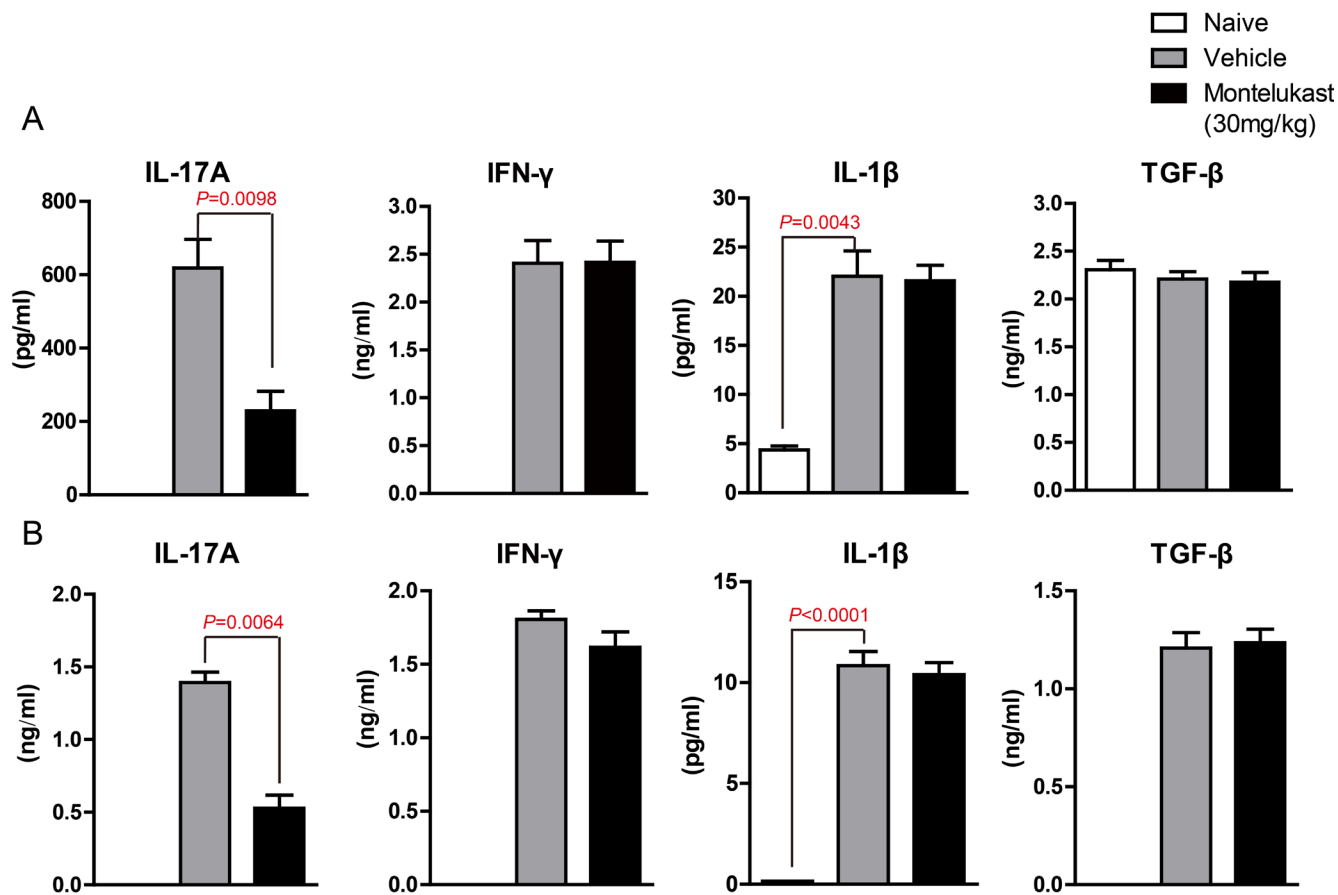 Naive
Vehicle
Montelukast
(30mg/kg)
A
IL-17A
IFN-γ
IL-1β
TGF-β
P=0.0098
P=0.0043
800
600
400
200
0
(pg/ml)
3.0
2.5
2.0
1.5
1.0
0.5
0.0
(ng/ml)
30
25
20
15
10
5
0
(pg/ml)
3.0
2.5
2.0
1.5
1.0
0.5
0.0
(ng/ml)
B
IL-17A
IFN-γ
IL-1β
TGF-β
P=0.0064
P<0.0001
2.0
1.5
1.0
0.5
0.0
(ng/ml)
2.0
1.5
1.0
0.5
0.0
(ng/ml)
15
10
5
0
(pg/ml)
1.5
1.0
0.5
0.0
(ng/ml)